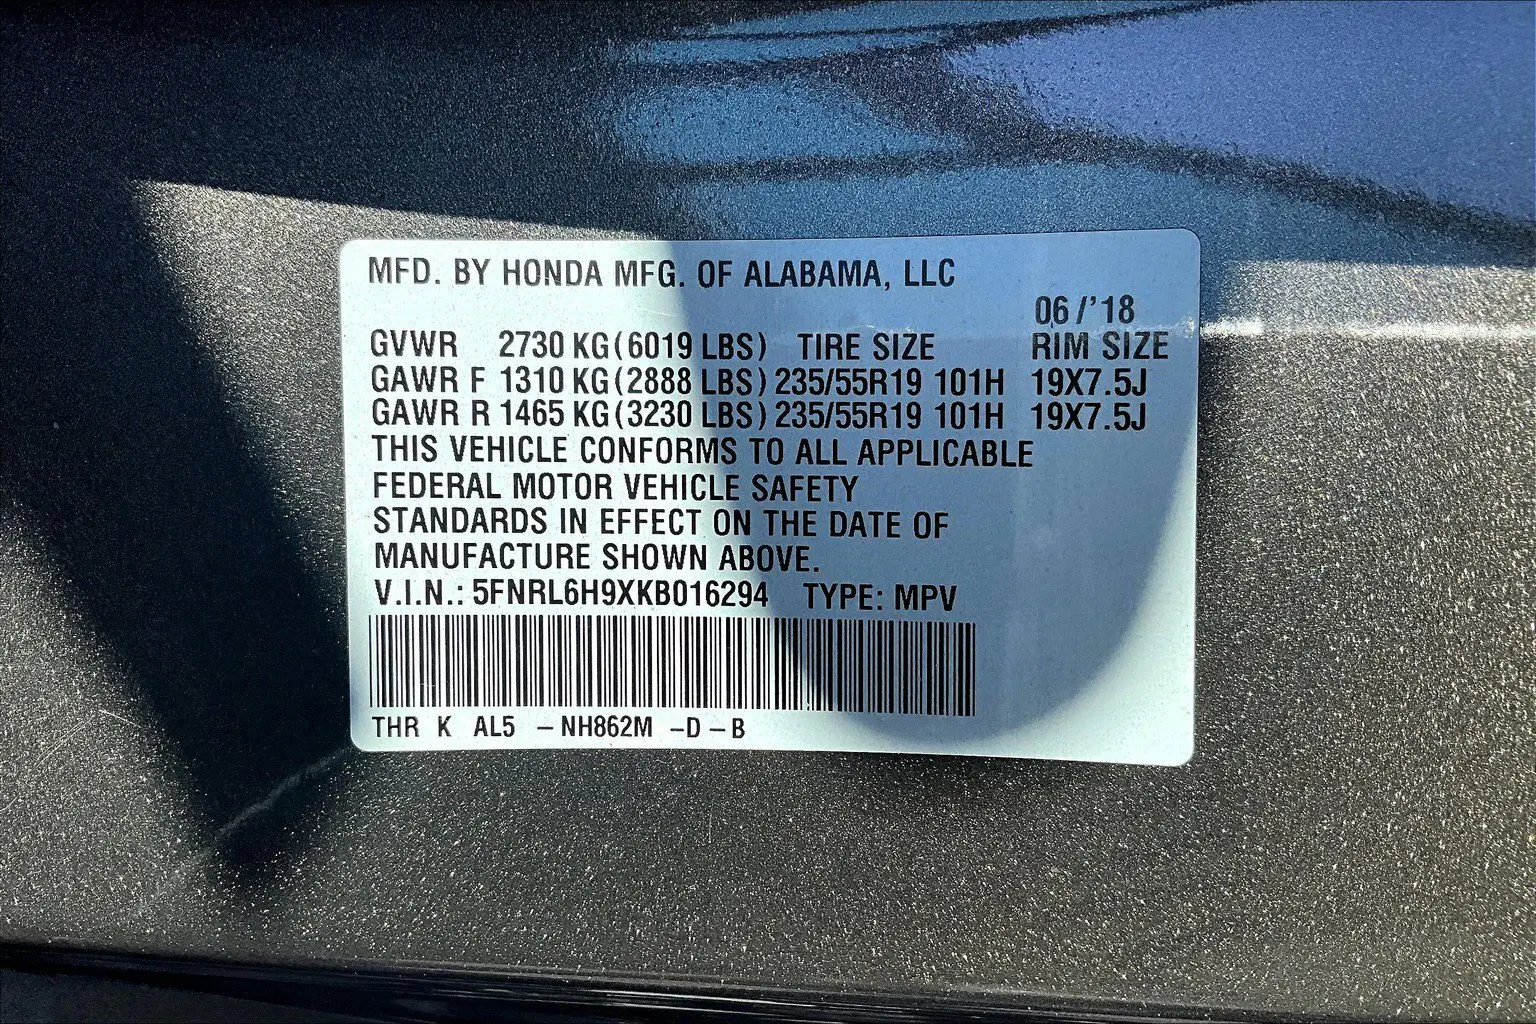 MFD. BY HONDA MFG. OF ALABAMA, LLC
06/'18
GVWR 2730 KG(6019 LBS) TIRE SIZE RIM SIZE
GAWR F 1310 KG(2888 LBS) 235/55R19 101H 19X7.5J
GAWR R 1465 KG(3230 LBS) 235/55R19 101H 19X7.5J
THIS VEHICLE CONFORMS TO ALL APPLICABLE
FEDERAL MOTOR VEHICLE SAFETY
STANDARDS IN EFFECT ON THE DATE OF
MANUFACTURE SHOWN ABOVE.
V.I.N.: 5FNRL6H9XKB016294 TYPE: MPV
THR K AL5 -NH862M -D-B